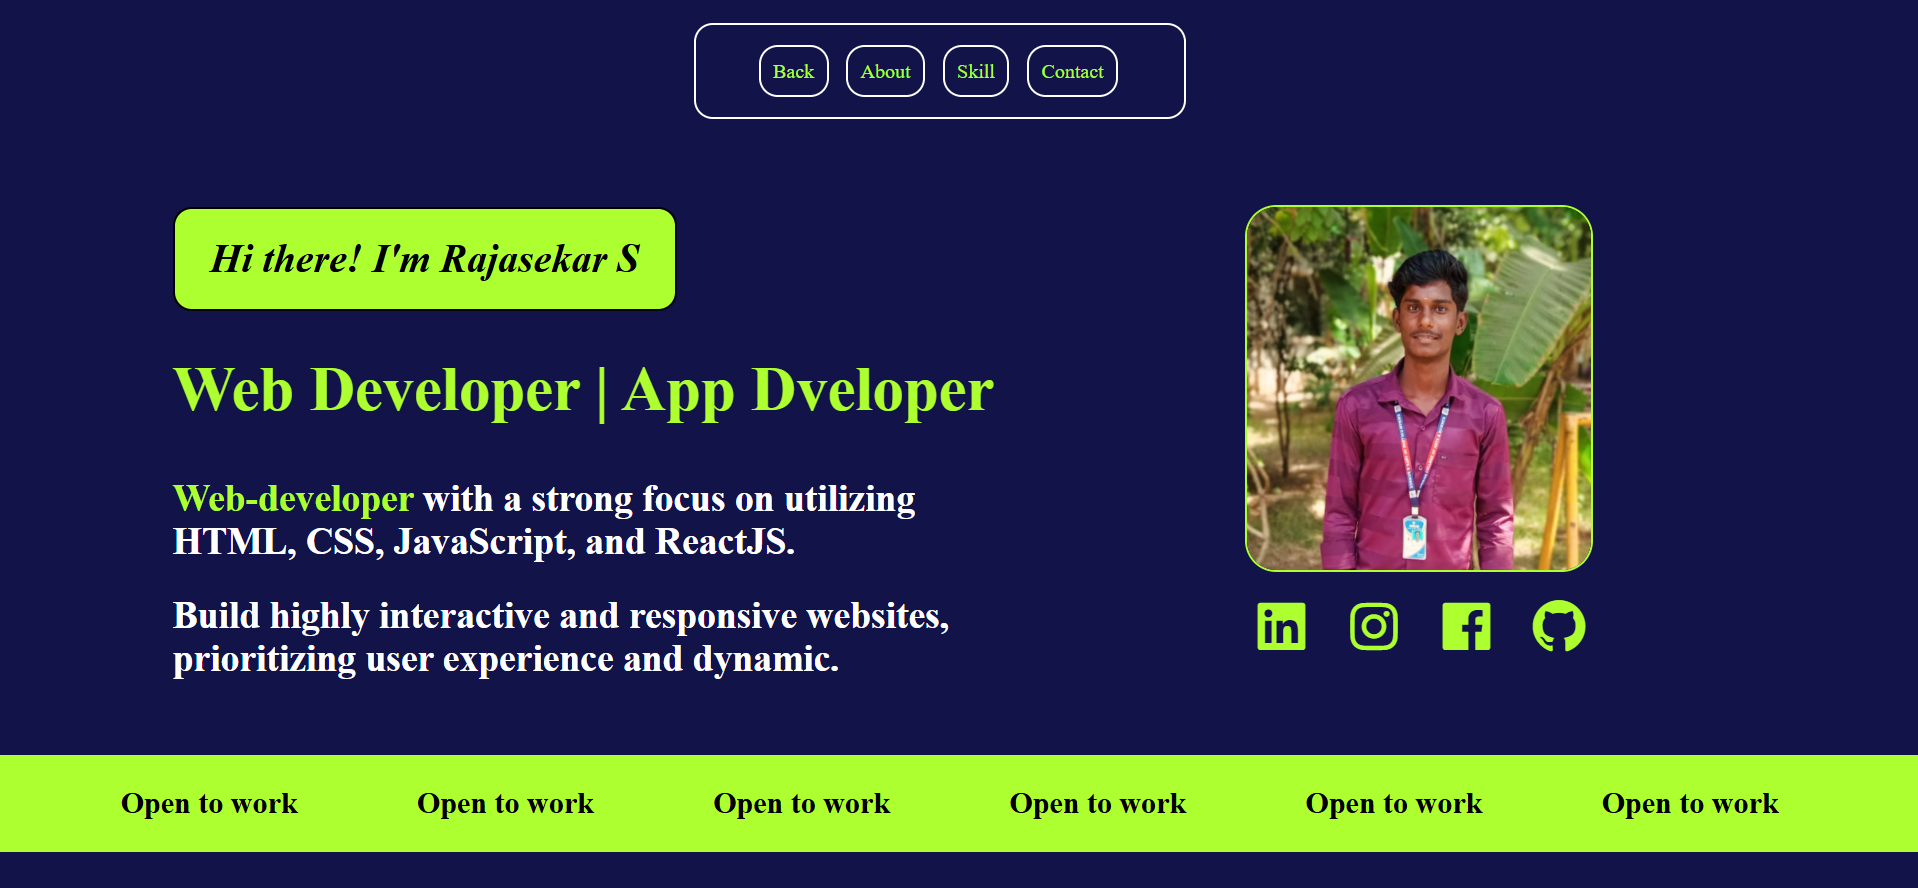 Back About Skill Contact
Hi there! I'm Rajasekar S
Web Developer | App Dveloper
Web-developer with a strong focus on utilizing
HTML, CSS, JavaScript, and ReactJS.
Build highly interactive and responsive websites,
prioritizing user experience and dynamic.
in
Open to work Open to work Open to work Open to work Open to work Open to work